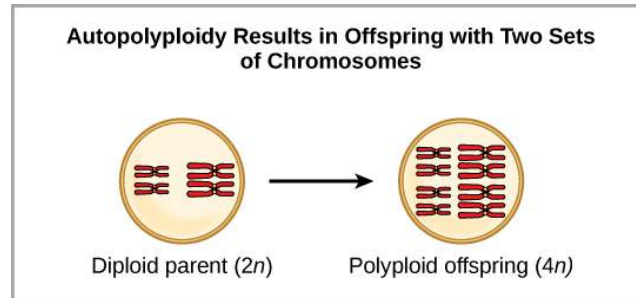 Autopolyploidy Results in Offspring with Two Sets
of Chromosomes
Diploid parent (2n)
Polyploid offspring (4n)